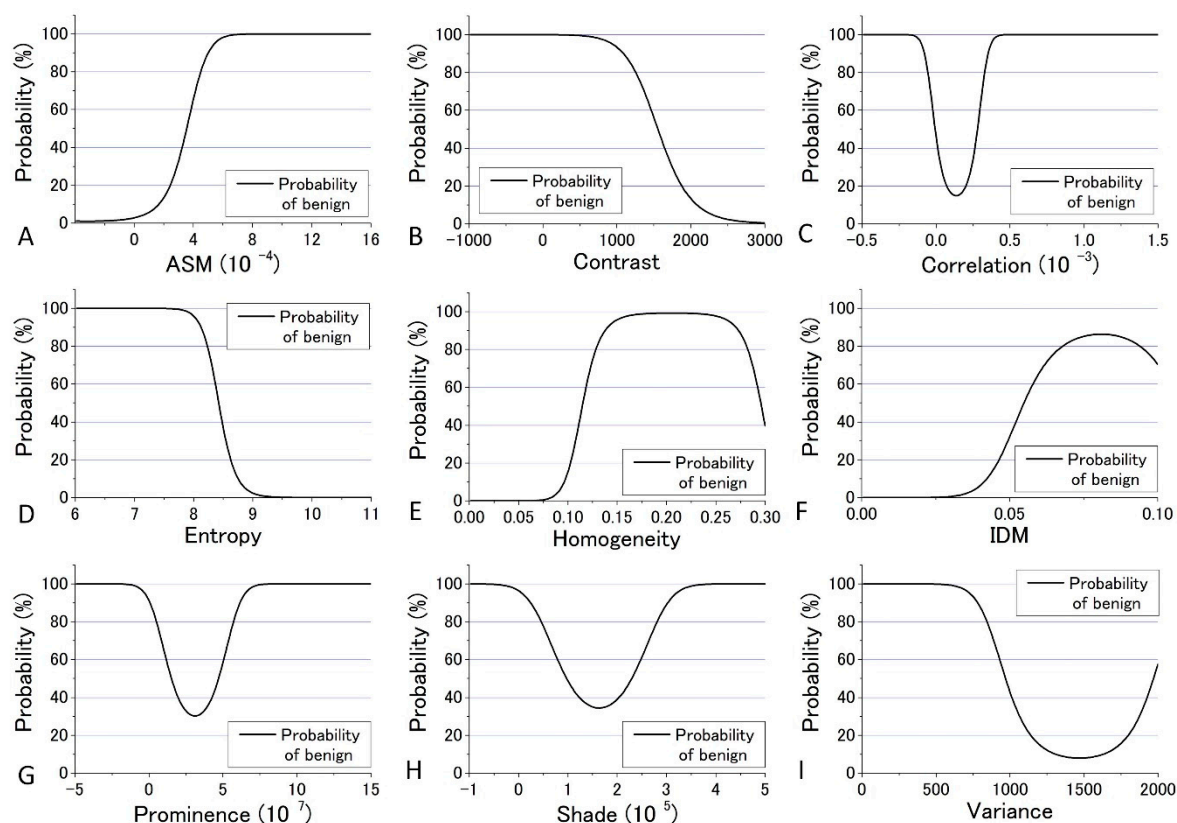 Probability (%)
100
80
60
40
20
0
Probability
of benign
0
4
8
12
16
A
ASM (10 -4)
Probability (%)
100
80
60
40
20
0
Probability
of benign
-1000
0
1000
2000
3000
B
Contrast
Probability (%)
100
80
60
40
20
0
Probability
of benign
-0.5
0.0
0.5
1.0
1.5
C
Correlation (10 -3)
Probability (%)
100
80
60
40
20
0
Probability
of benign
6
7
8
9
10
11
D
Entropy
Probability (%)
100
80
60
40
20
0
Probability
of benign
0.00
0.05
0.10
0.15
0.20
0.25
0.30
E
Homogeneity
Probability (%)
100
80
60
40
20
0
Probability
of benign
0.00
0.05
0.10
F
IDM
Probability (%)
100
80
60
40
20
0
Probability
of benign
-5
0
5
10
15
G
Prominence (10 7)
Probability (%)
100
80
60
40
20
0
Probability
of benign
-1
0
1
2
3
4
5
H
Shade (10 5)
Probability (%)
100
80
60
40
20
0
Probability
of benign
0
500
1000
1500
2000
I
Variance